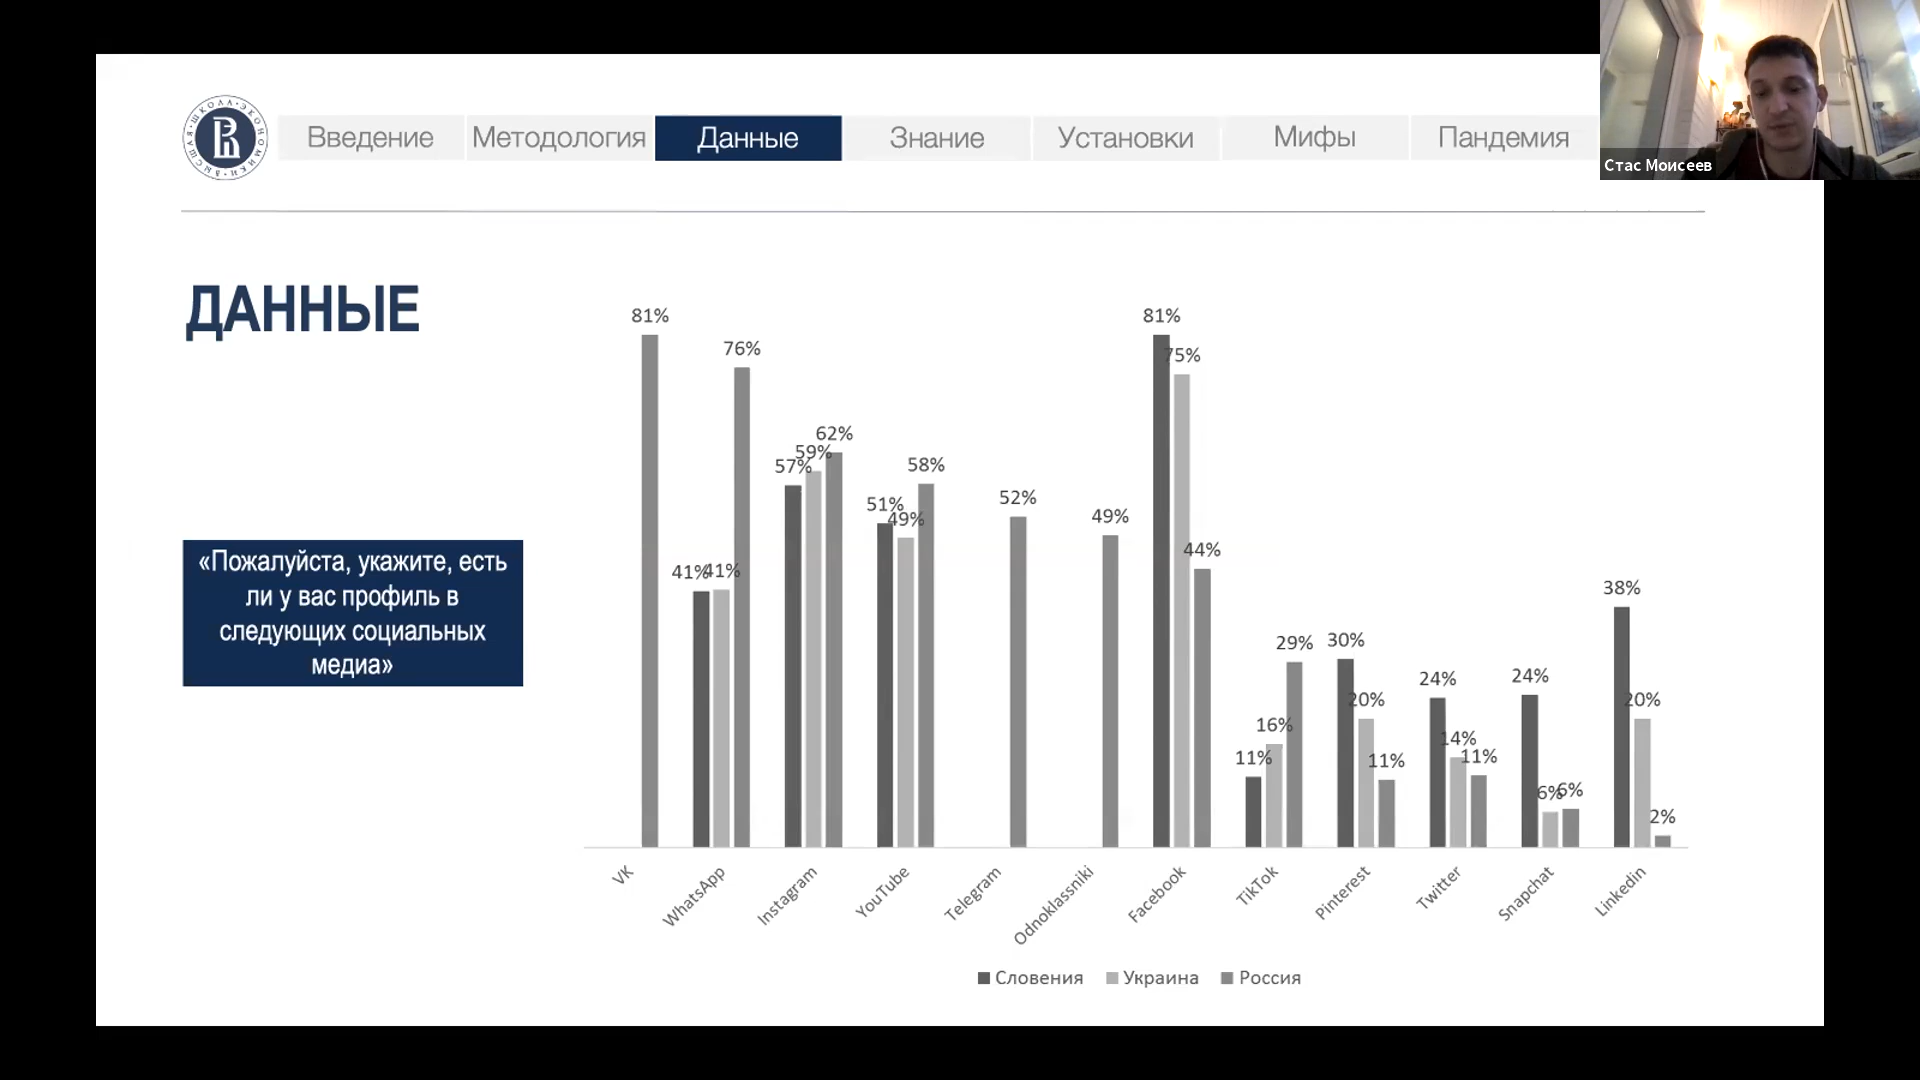 ВЫСШАЯ ШКОЛА ЭКОНОМИКИ
Введение
Методология
Данные
Знание
Установки
Мифы
Пандемия
Стас Моисеев
ДАННЫЕ
«Пожалуйста, укажите, есть
ли у вас профиль в
следующих социальных
медиа»
81%
41%
41%
76%
57%
59%
62%
51%
49%
58%
52%
49%
81%
75%
44%
11%
16%
29%
30%
20%
11%
24%
14%
11%
24%
6%
6%
38%
20%
2%
VK
WhatsApp
Instagram
YouTube
Telegram
Odnoklassniki
Facebook
TikTok
Pinterest
Twitter
Snapchat
Linkedin
Словения
Украина
Россия